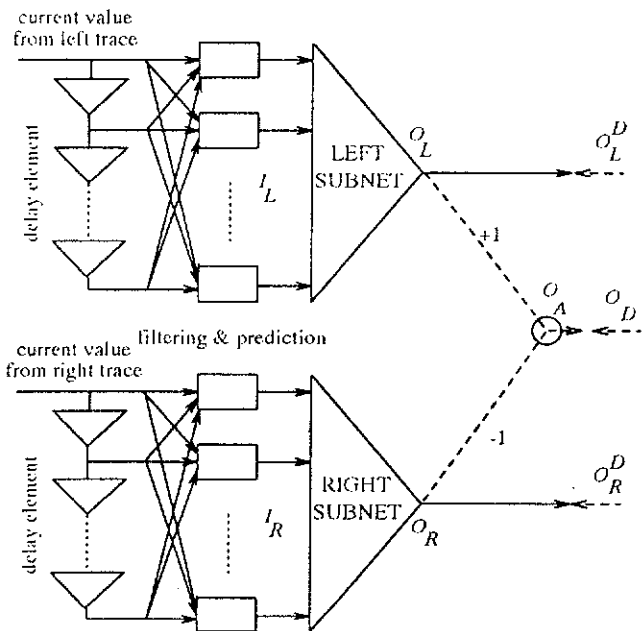 current value
from left trace
delay element
I_L
LEFT
SUBNET
O_L
O_L^D
+1
O_A
O_D
filtering & prediction
current value
from right trace
delay element
I_R
RIGHT
SUBNET
O_R
-1
O_R^D